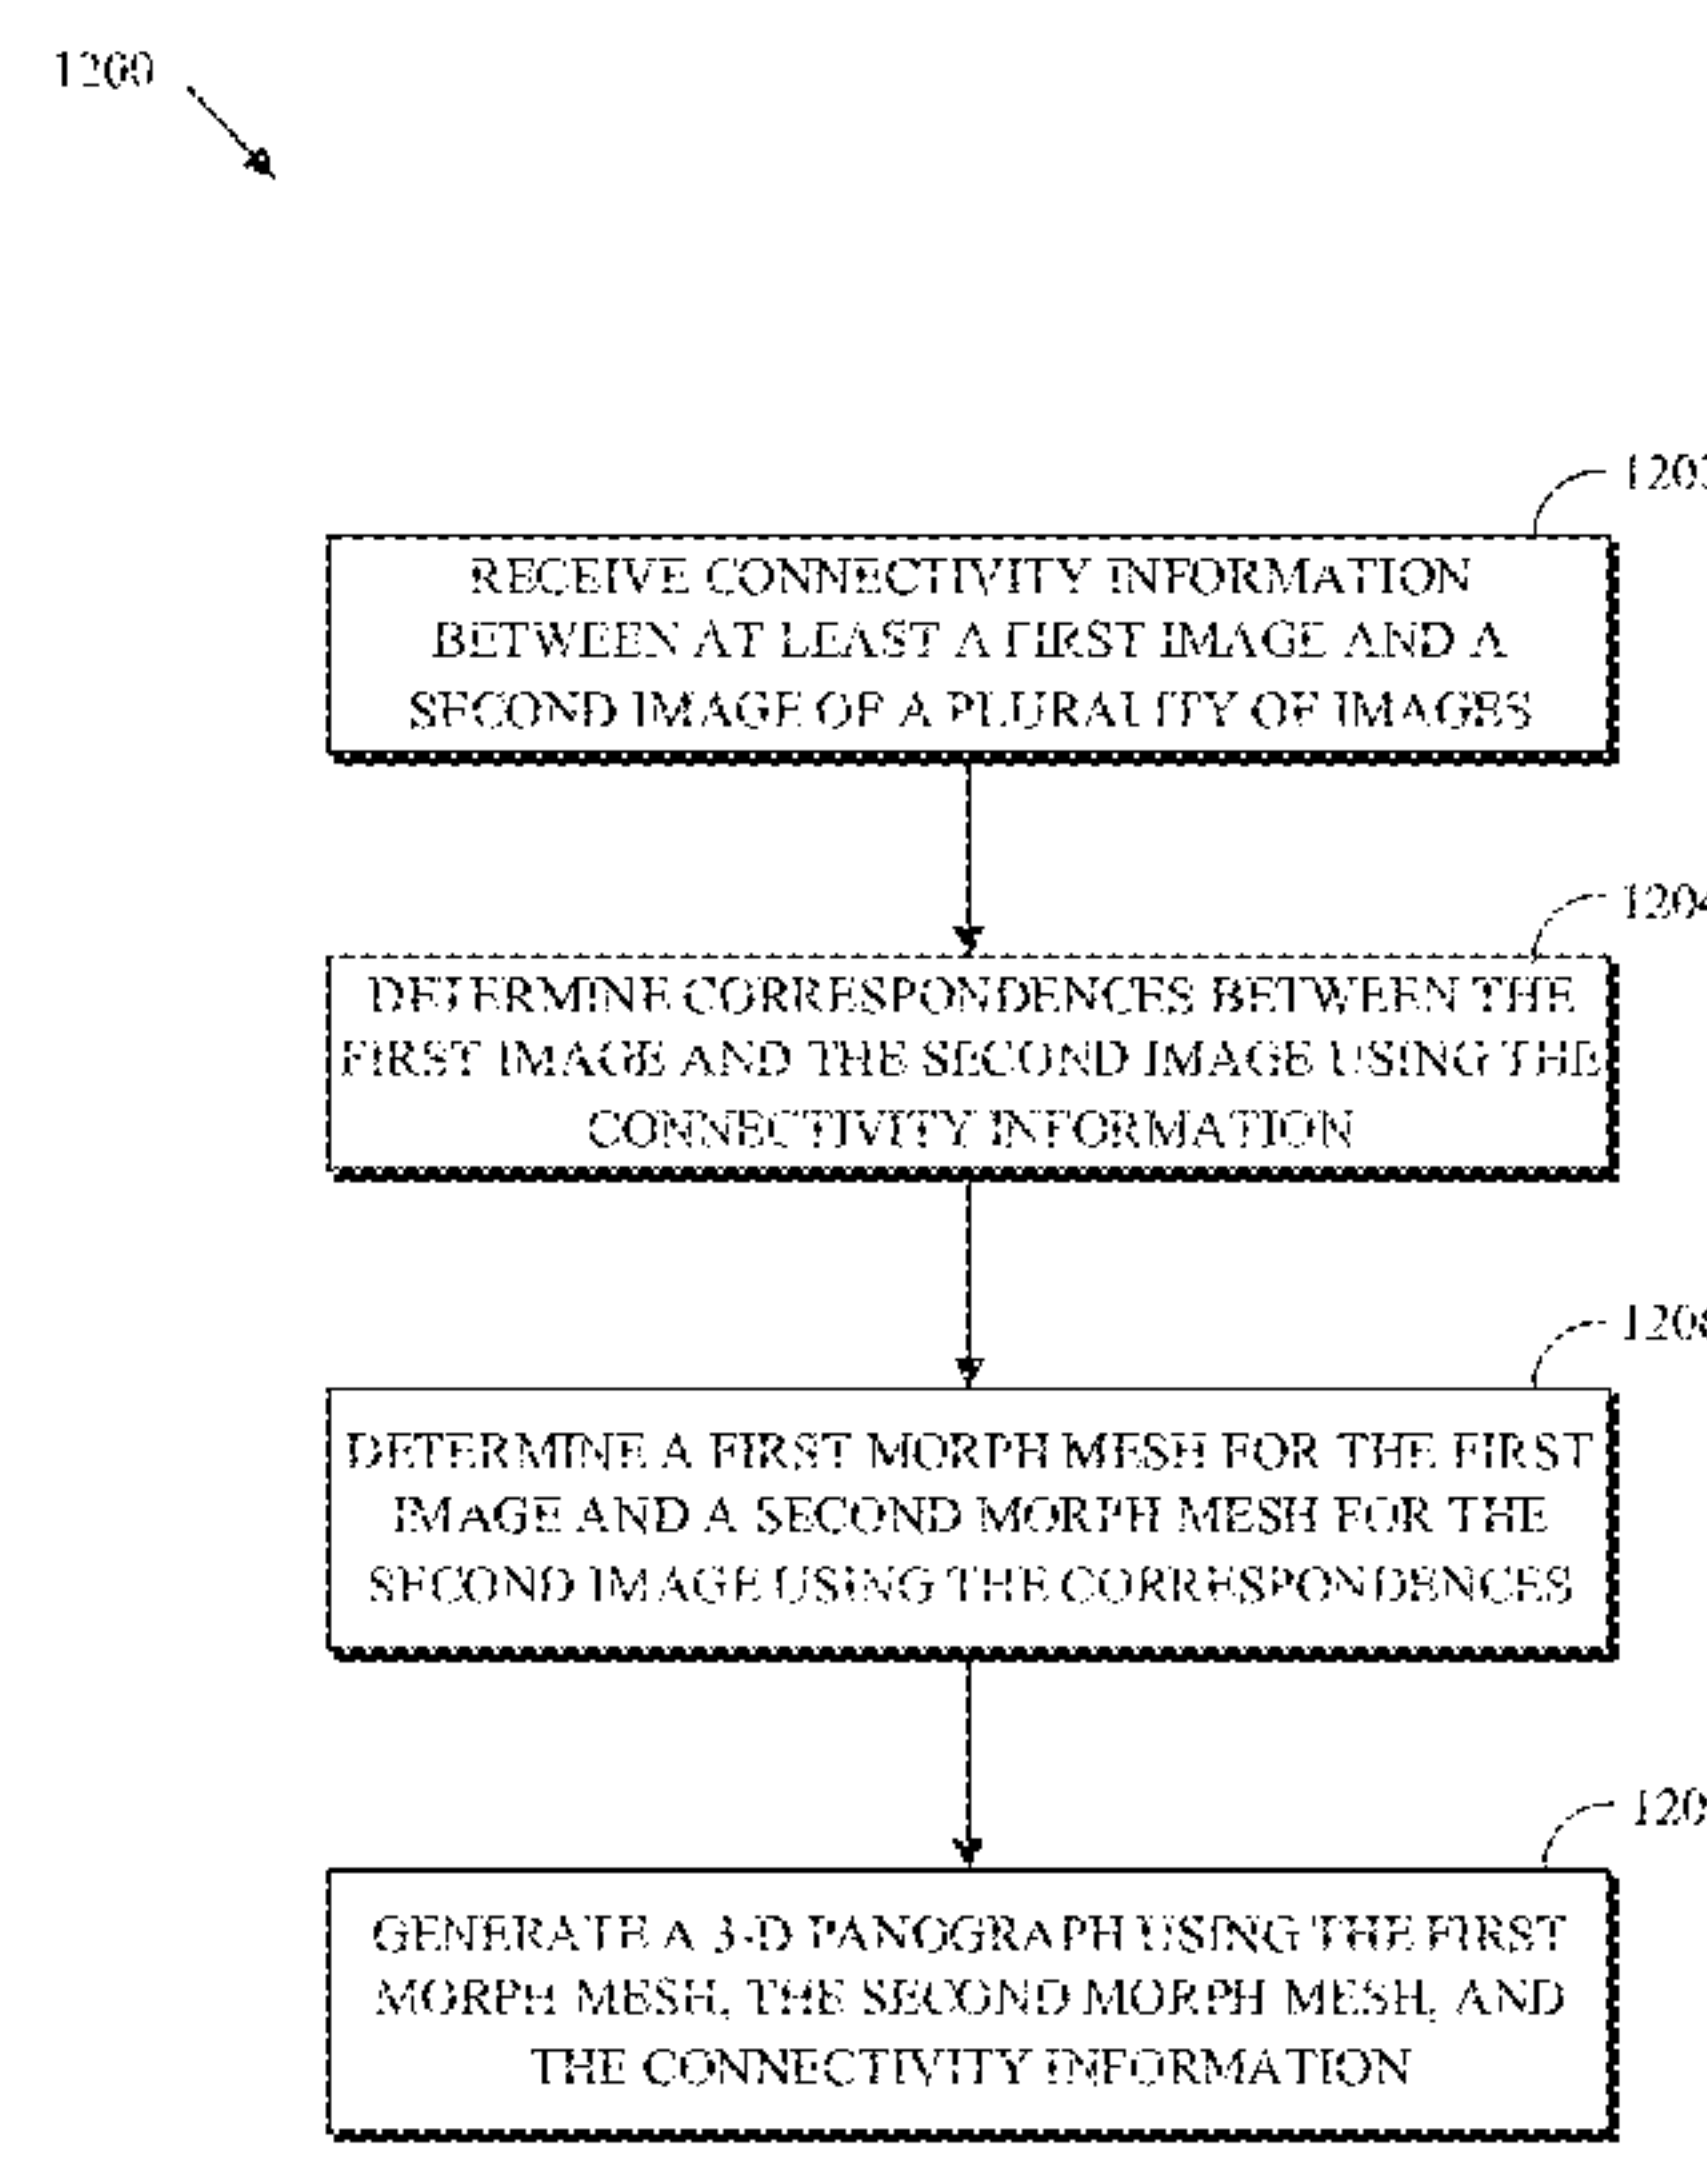 1200
RECEIVE CONNECTIVITY INFORMATION
BETWEEN AT LEAST A FIRST IMAGE AND A
SECOND IMAGE OF A PLURALITY OF IMAGES
1204
DETERMINE CORRESPONDENCES BETWEEN THE
FIRST IMAGE AND THE SECOND IMAGE USING THE
CONNECTIVITY INFORMATION
DETERMINE A FIRST MORPH MESH FOR THE FIRST
IMAGE AND A SECOND MORPH MESH FOR THE
SECOND IMAGE USING THE CORRESPONDENCES
GENERATE A 3-D PANOGRAPH USING THE FIRST
MORPH MESH, THE SECOND MORPH MESH, AND
THE CONNECTIVITY INFORMATION